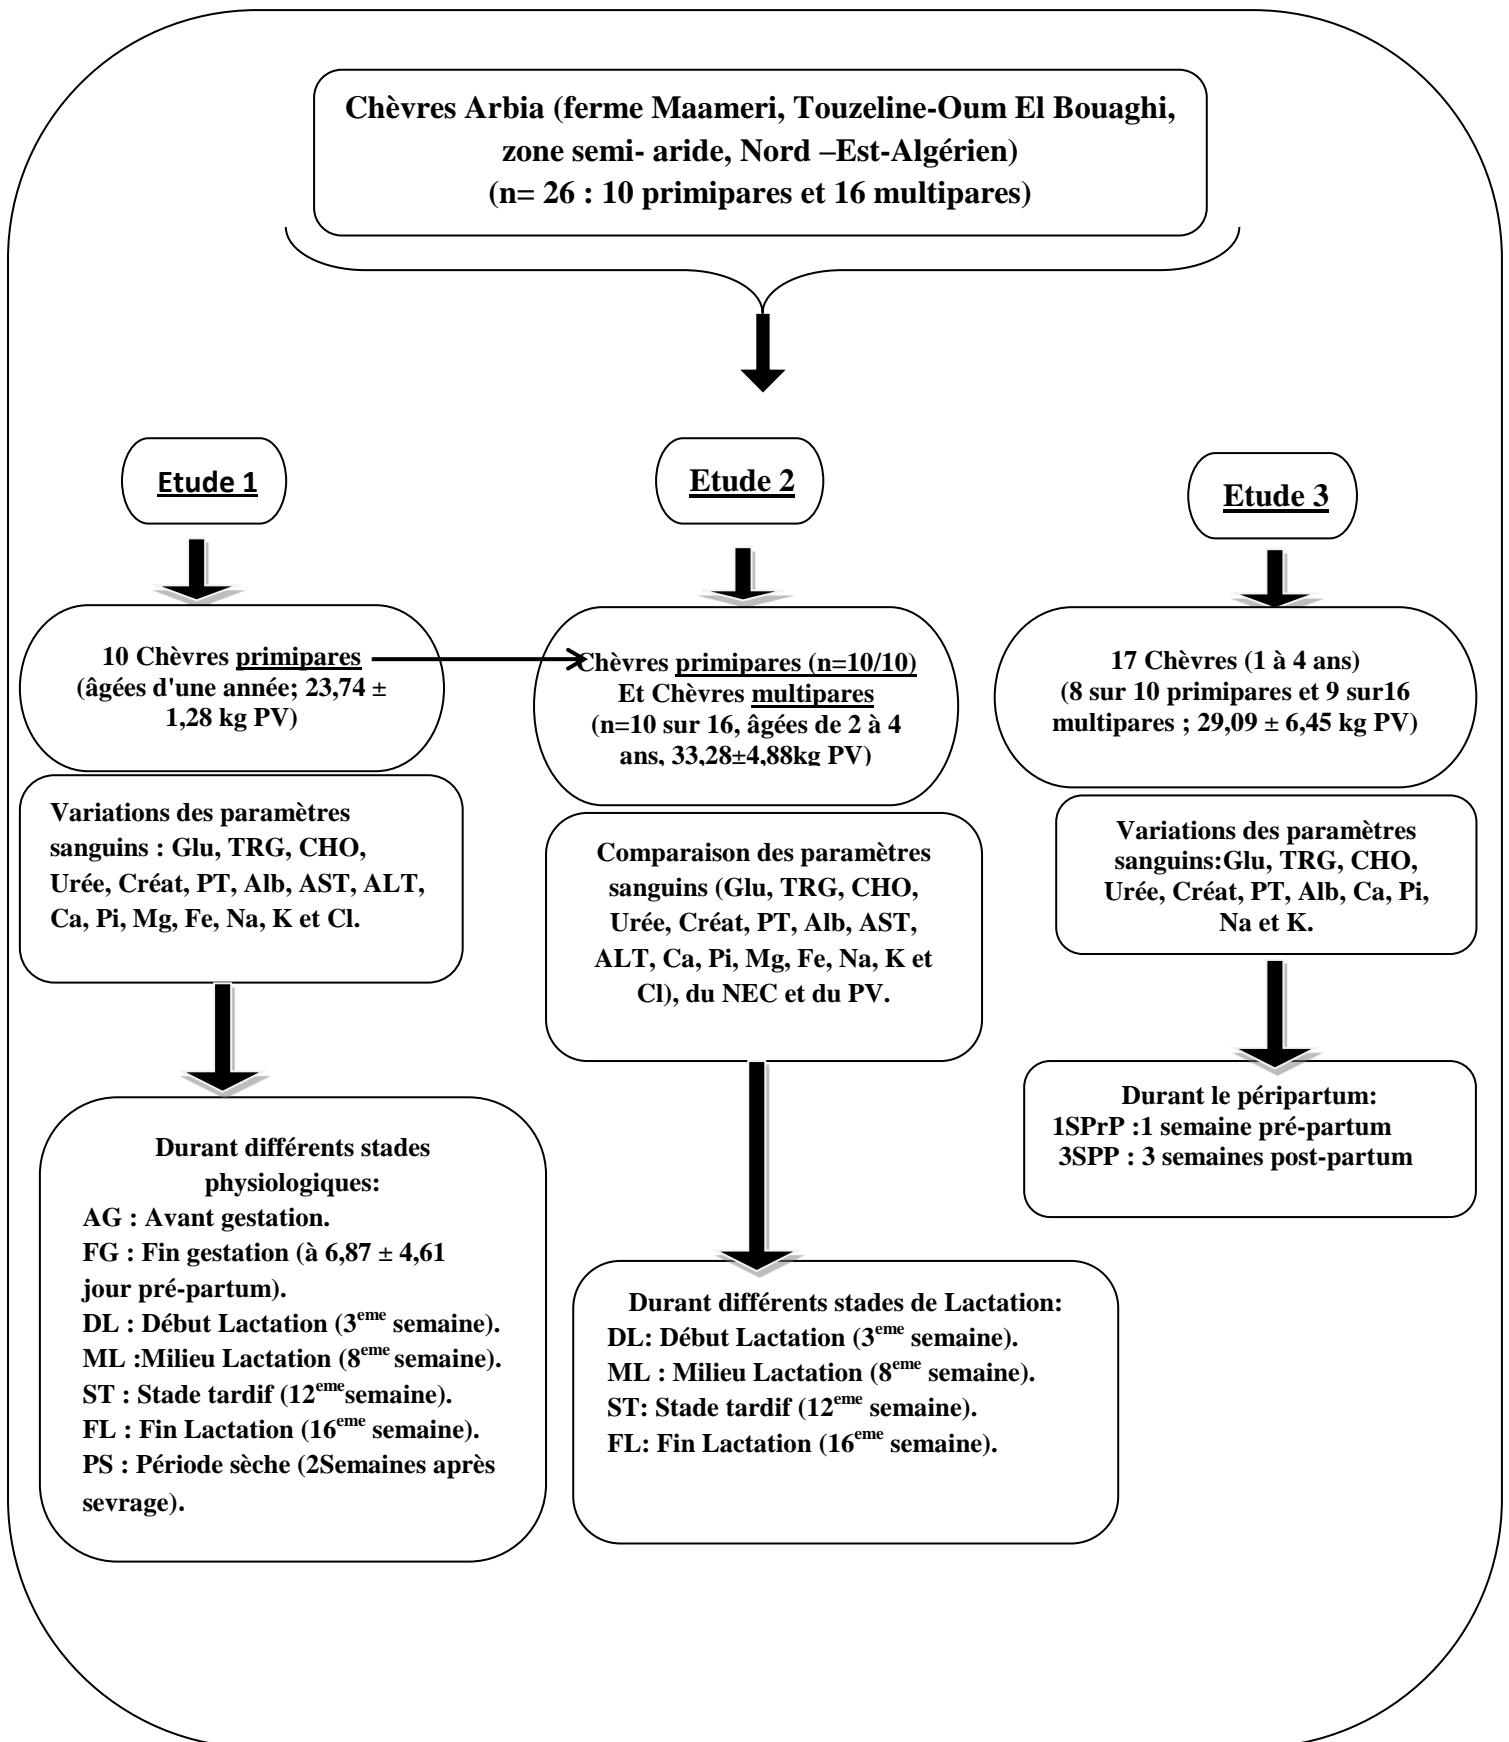 Chèvres Arbia (ferme Maameri, Touzeline-Oum El Bouaghi,
zone semi- aride, Nord –Est-Algérien)
(n= 26 : 10 primipares et 16 multipares)
Etude 1
10 Chèvres primipares
(âgées d'une année; 23,74 ±
1,28 kg PV)
Variations des paramètres
sanguins : Glu, TRG, CHO,
Urée, Créat, PT, Alb, AST, ALT,
Ca, Pi, Mg, Fe, Na, K et Cl.
Durant différents stades
physiologiques:
AG : Avant gestation.
FG : Fin gestation (à 6,87 ± 4,61
jour pré-partum).
DL : Début Lactation (3eme semaine).
ML :Milieu Lactation (8eme semaine).
ST : Stade tardif (12emesemaine).
FL : Fin Lactation (16eme semaine).
PS : Période sèche (2Semaines après
sevrage).
Etude 2
Chèvres primipares (n=10/10)
Et Chèvres multipares
(n=10 sur 16, âgées de 2 à 4
ans, 33,28±4,88kg PV)
Comparaison des paramètres
sanguins (Glu, TRG, CHO,
Urée, Créat, PT, Alb, AST,
ALT, Ca, Pi, Mg, Fe, Na, K et
Cl), du NEC et du PV.
Durant différents stades de Lactation:
DL: Début Lactation (3eme semaine).
ML : Milieu Lactation (8eme semaine).
ST: Stade tardif (12eme semaine).
FL: Fin Lactation (16eme semaine).
Etude 3
17 Chèvres (1 à 4 ans)
(8 sur 10 primipares et 9 sur16
multipares ; 29,09 ± 6,45 kg PV)
Variations des paramètres
sanguins:Glu, TRG, CHO,
Urée, Créat, PT, Alb, Ca, Pi,
Na et K.
Durant le péripartum:
1SPrP :1 semaine pré-partum
3SPP : 3 semaines post-partum